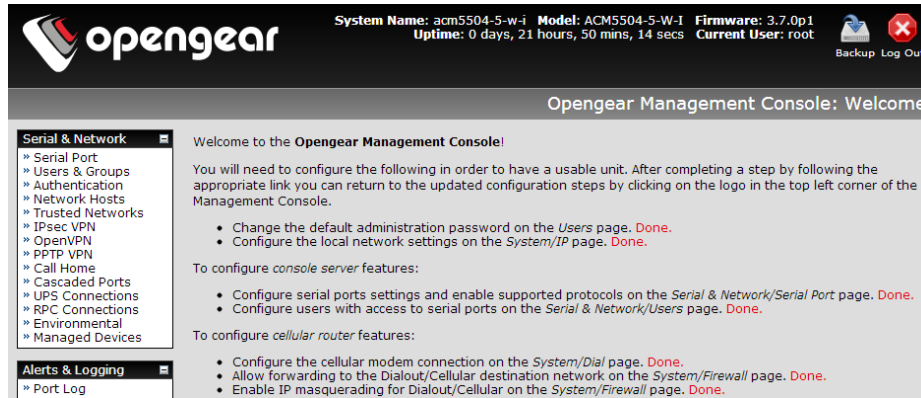 opengear
System Name: acm5504-5-w-i Model: ACM5504-5-W-I Firmware: 3.7.0p1
Uptime: 0 days, 21 hours, 50 mins, 14 secs Current User: root
Backup Log Out
Opengear Management Console: Welcome
Serial & Network
» Serial Port
» Users & Groups
» Authentication
» Network Hosts
» Trusted Networks
» IPsec VPN
» OpenVPN
» PPTP VPN
» Call Home
» Cascaded Ports
» UPS Connections
» RPC Connections
» Environmental
» Managed Devices
Alerts & Logging
» Port Log
Welcome to the Opengear Management Console!
You will need to configure the following in order to have a usable unit. After completing a step by following the
appropriate link you can return to the updated configuration steps by clicking on the logo in the top left corner of the
Management Console.
• Change the default administration password on the Users page. Done.
• Configure the local network settings on the System/IP page. Done.
To configure console server features:
• Configure serial ports settings and enable supported protocols on the Serial & Network/Serial Port page. Done.
• Configure users with access to serial ports on the Serial & Network/Users page. Done.
To configure cellular router features:
• Configure the cellular modem connection on the System/Dial page. Done.
• Allow forwarding to the Dialout/Cellular destination network on the System/Firewall page. Done.
• Enable IP masquerading for Dialout/Cellular on the System/Firewall page. Done.